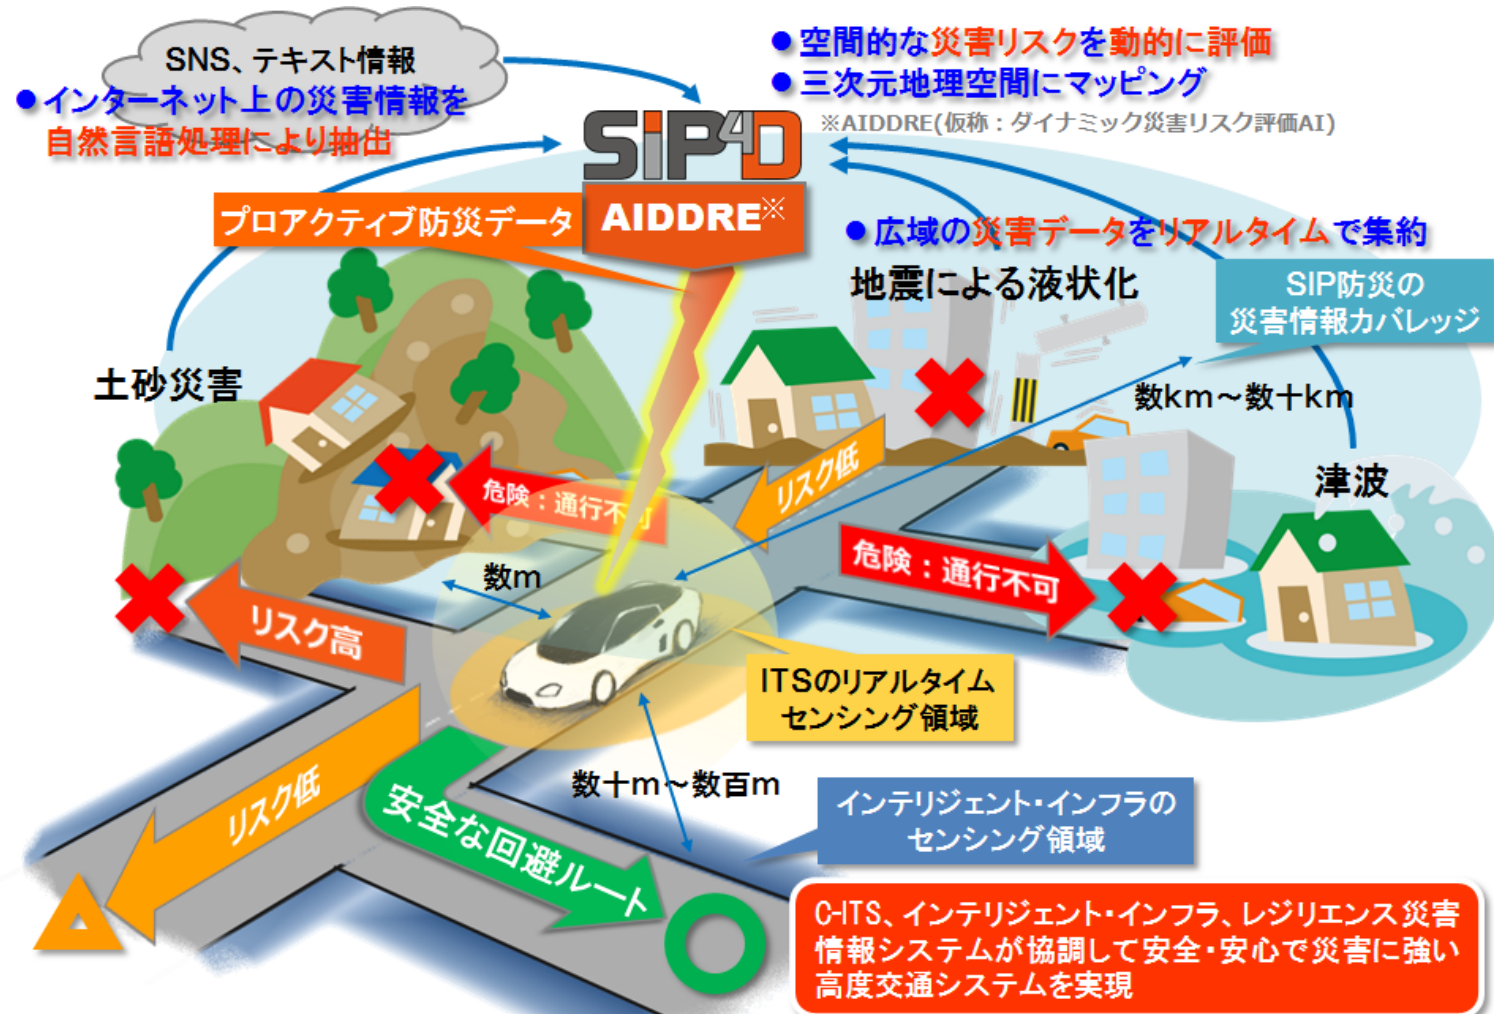 SNS、テキスト情報
●インターネット上の災害情報を
自然言語処理により抽出
●空間的な災害リスクを動的に評価
●三次元地理空間にマッピング
※AIDDRE(仮称：ダイナミック災害リスク評価AI)
SiP4D
AIDDRE※
プロアクティブ防災データ
●広域の災害データをリアルタイムで集約
地震による液状化
SIP防災の
災害情報カバレッジ
土砂災害
数km～数十km
リスク低
津波
危険：通行不可
危険：通行不可
数m
リスク高
ITSのリアルタイム
センシング領域
数十m～数百m
リスク低
安全な回避ルート
インテリジェント・インフラの
センシング領域
C-ITS、インテリジェント・インフラ、レジリエンス災害
情報システムが協調して安全・安心で災害に強い
高度交通システムを実現